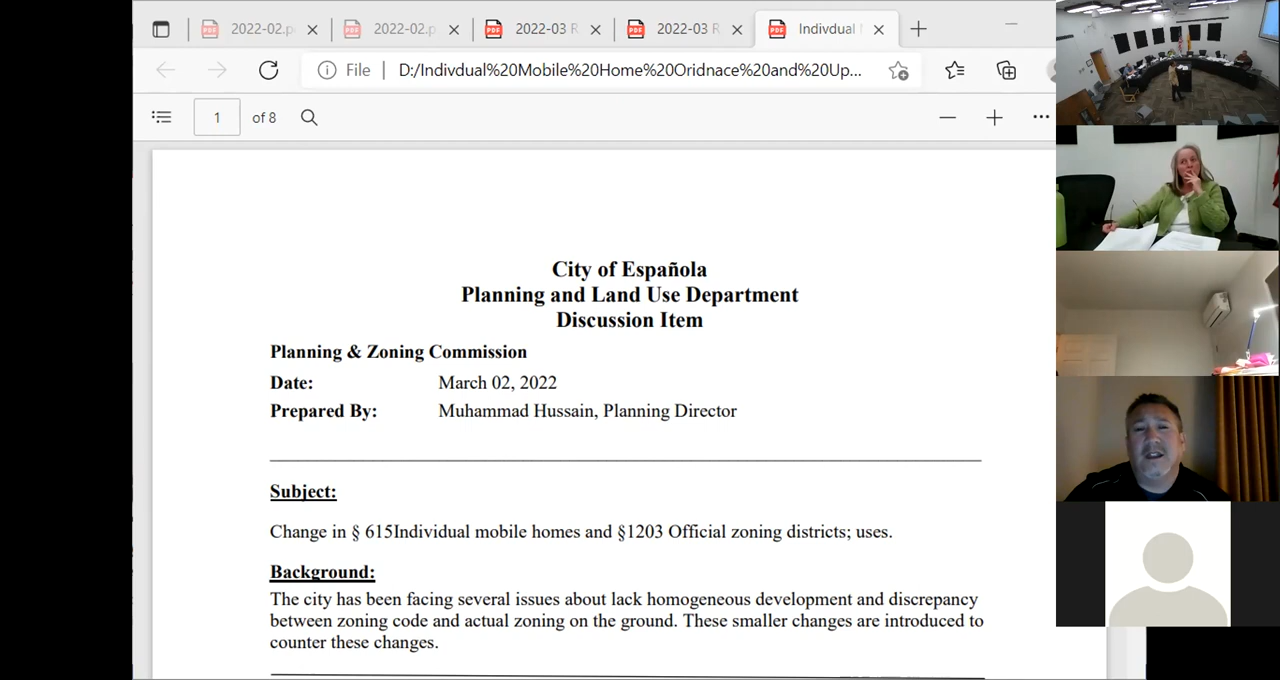 2022-02.p
2022-02.p
2022-03 R
2022-03 R
Indivdual
File
D:/Indivdual%20Mobile%20Home%20Oridnace%20and%20Up...
1
of 8
City of Española
Planning and Land Use Department
Discussion Item
Planning & Zoning Commission
Date: March 02, 2022
Prepared By: Muhammad Hussain, Planning Director
Subject:
Change in § 615Individual mobile homes and §1203 Official zoning districts; uses.
Background:
The city has been facing several issues about lack homogeneous development and discrepancy
between zoning code and actual zoning on the ground. These smaller changes are introduced to
counter these changes.